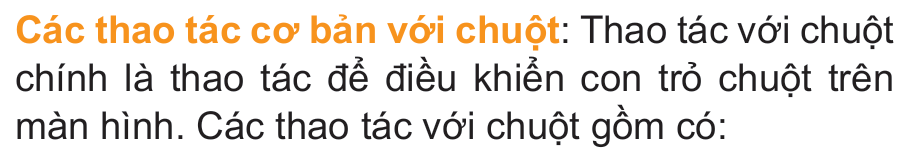 Các thao tác cơ bản với chuột: Thao tác với chuột
chính là thao tác để điều khiển con trỏ chuột trên
màn hình. Các thao tác với chuột gồm có: